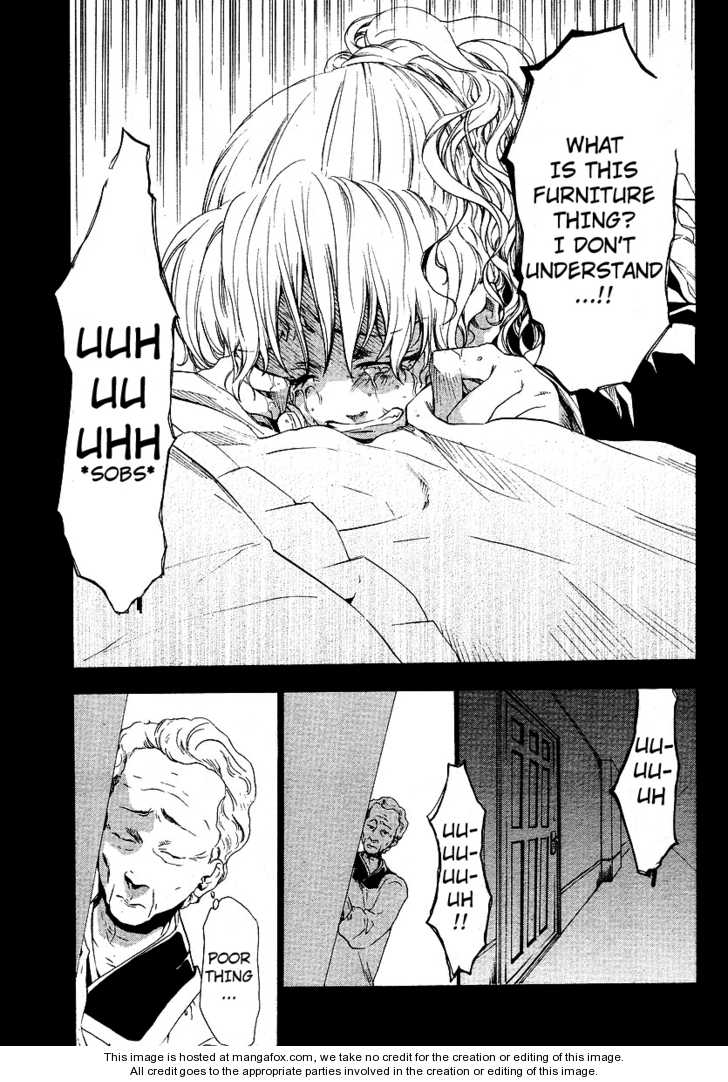 WHAT
IS THIS
FURNITURE
THING?
I DON'T
UNDERSTAND
...!!
UUH
UU
UHH
*SOBS*
UU-
UU-
UH
UU-
UU-
UU-
UH
!!
POOR
THING
...
This image is hosted at mangafox.com, we take no credit for the creation or editing of this image.
All credit goes to the appropriate parties involved in the creation or editing of this image.